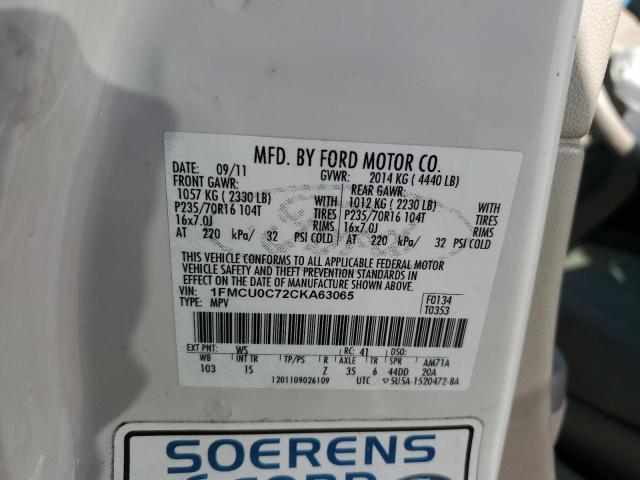 MFD. BY FORD MOTOR CO.
DATE: 09/11 GVWR: 2014 KG ( 4440 LB)
FRONT GAWR: REAR GAWR:
1057 KG ( 2330 LB) WITH 1012 KG ( 2230 LB) WITH
P235/70R16 104T TIRES P235/70R16 104T TIRES
16x7.0J RIMS 16x7.0J RIMS
AT 220 kPa/ 32 PSI COLD AT 220 kPa/ 32 PSI COLD
THIS VEHICLE CONFORMS TO ALL APPLICABLE FEDERAL MOTOR
VEHICLE SAFETY AND THEFT PREVENTION STANDARDS IN
EFFECT ON THE DATE OF MANUFACTURE SHOWN ABOVE.
VIN: 1FMCU0C72CKA63065 F0134
TYPE: MPV T0353
EXT PNT: WS RC: 41 DSO:
WB INT TR TP/PS R AXLE TR SPR AM71A
103 1S Z 35 6 44DD 20A
1201109026109 UTC ▽5U5A-1520472-BA
SOERENS
FORD